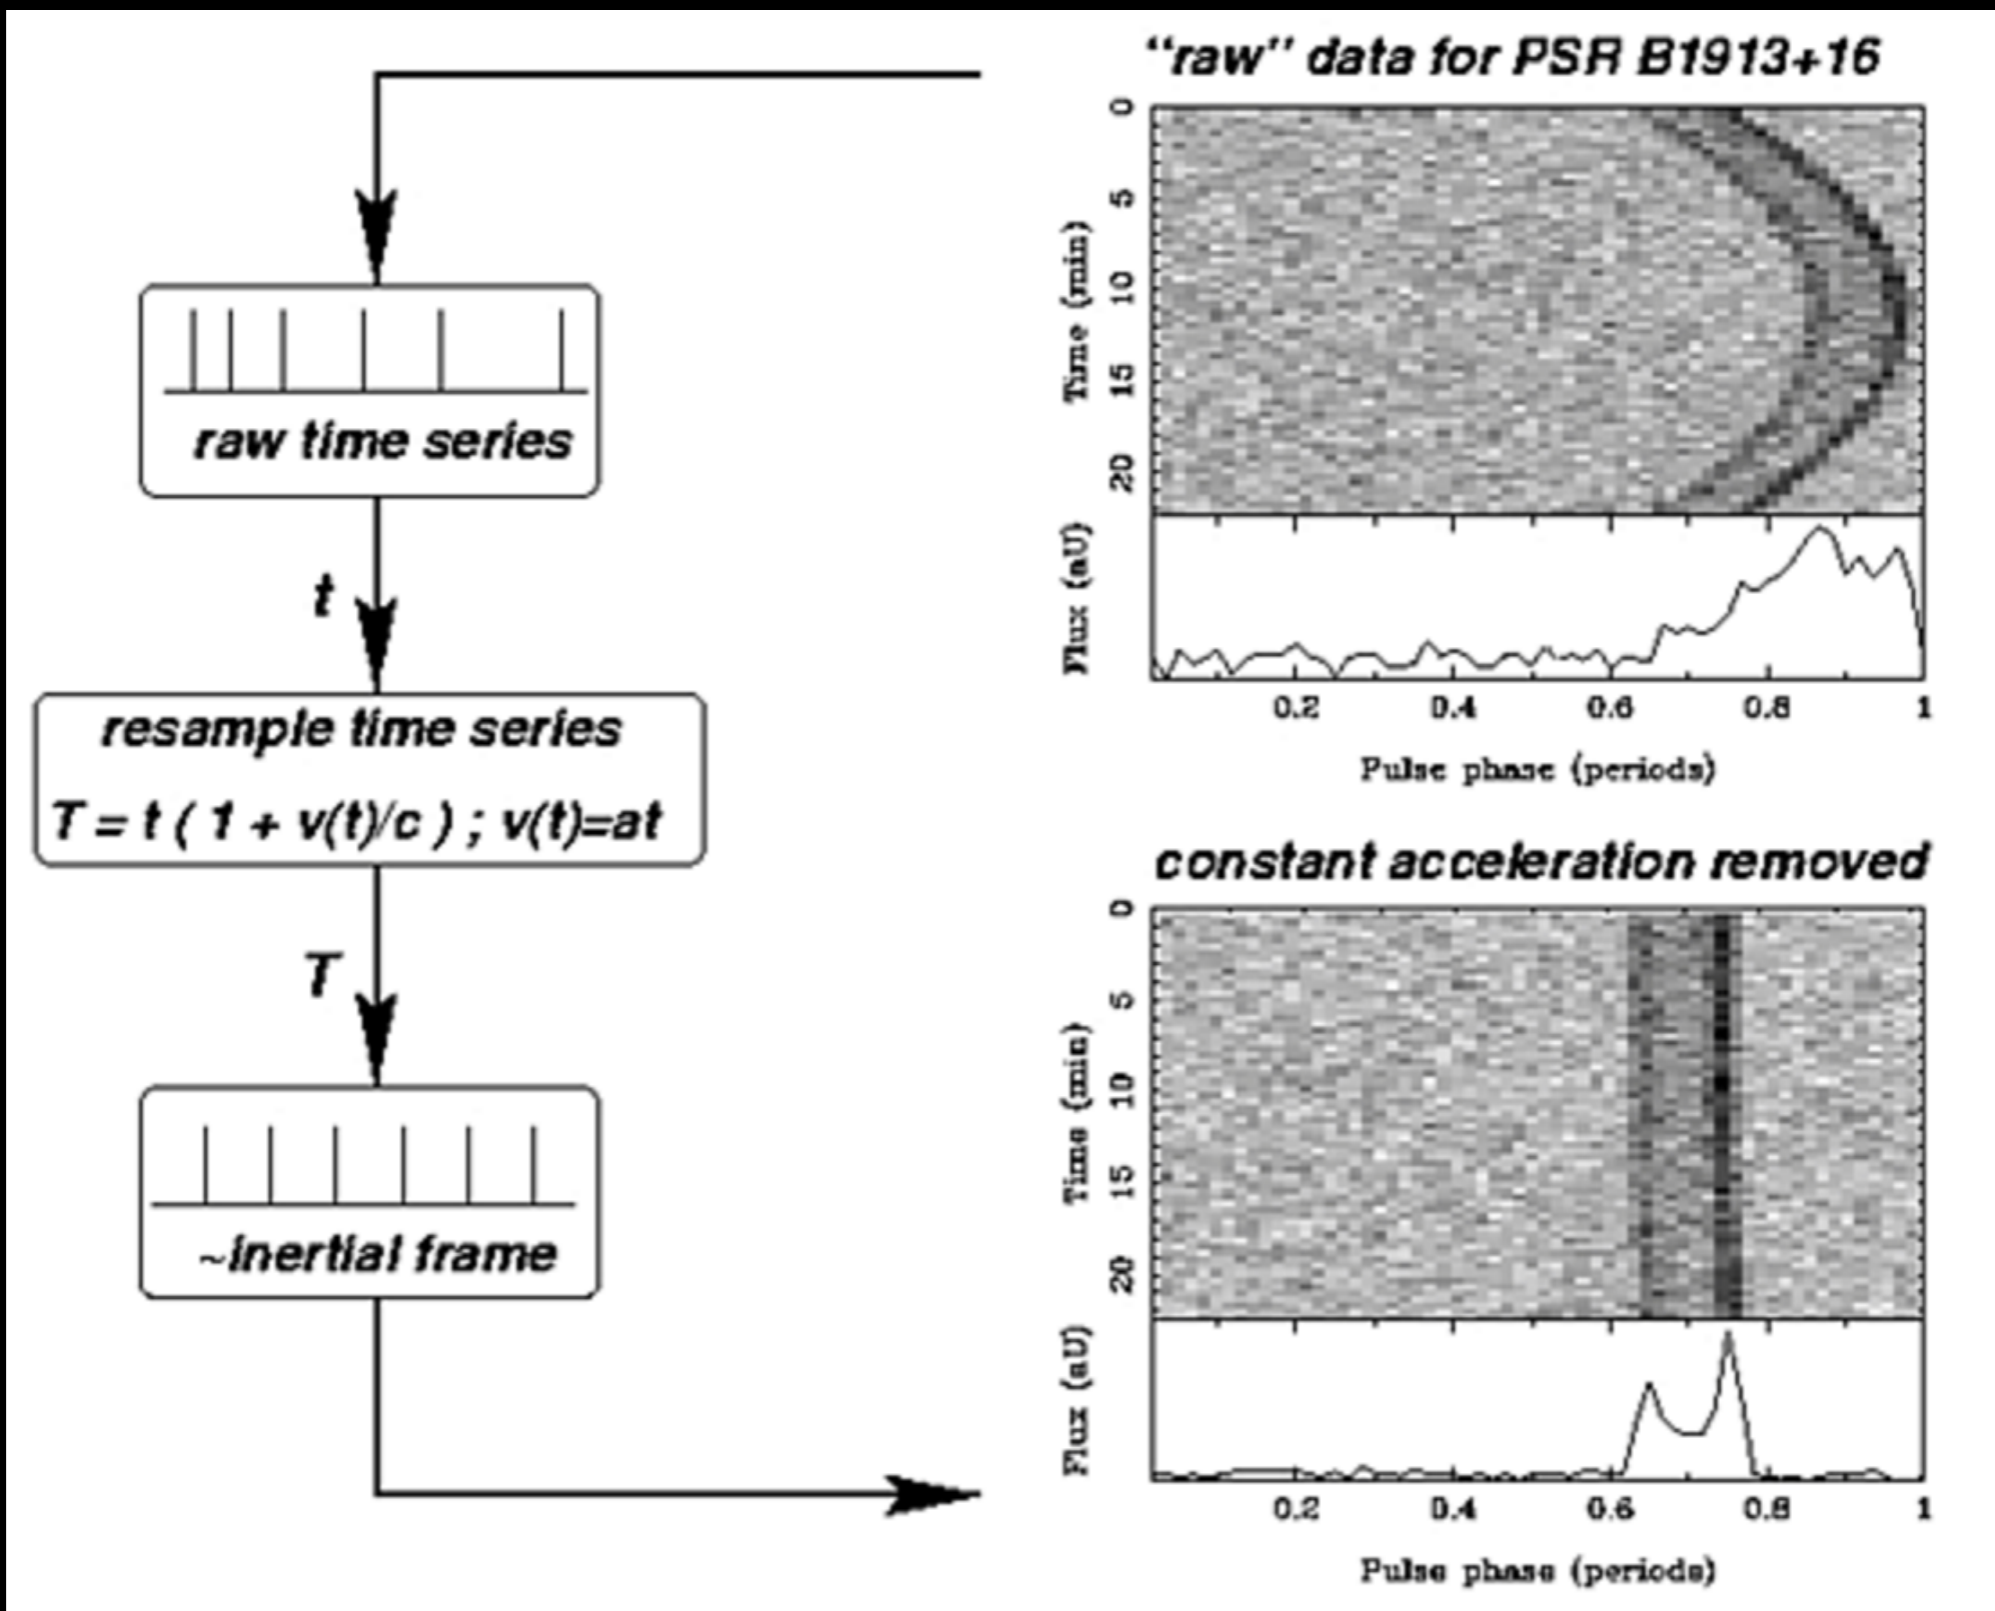 raw time series
t
resample time series
T = t ( 1 + v(t)/c ) ; v(t)=at
T
~inertial frame
“raw” data for PSR B1913+16
0
5
10
15
20
Time (min)
Flux (aU)
0.2 0.4 0.6 0.8 1
Pulse phase (periods)
constant acceleration removed
0
5
10
15
20
Time (min)
Flux (aU)
0.2 0.4 0.6 0.8 1
Pulse phase (periods)